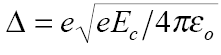 Δ = e√(eE_c/4πε_o)